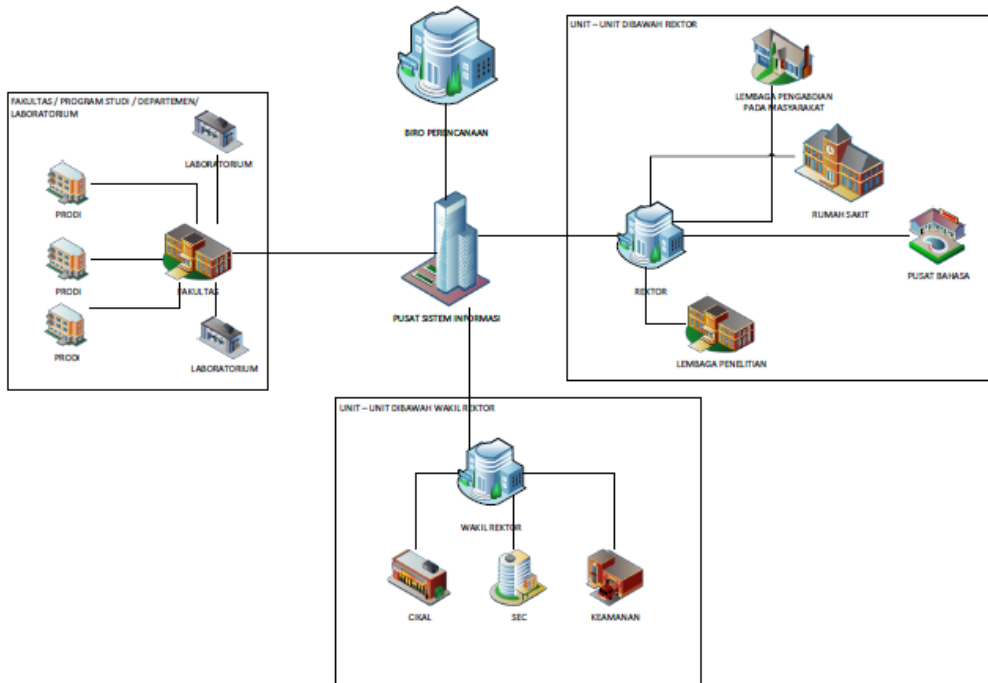 UNIT – UNIT DIBAWAH REKTOR
LEMBAGA PENGABDIAN
PADA MASYARAKAT
BIRO PERENCANAAN
FAKULTAS / PROGRAM STUDI / DEPARTEMEN/
LABORATORIUM
LABORATORIUM
PRODI
RUMAH SAKIT
PRODI
FAKULTAS
REKTOR
PUSAT BAHASA
PUSAT SISTEM INFORMASI
PRODI
LABORATORIUM
LEMBAGA PENELITIAN
UNIT – UNIT DIBAWAH WAKIL REKTOR
WAKIL REKTOR
CIKAL
SEC
KEAMANAN